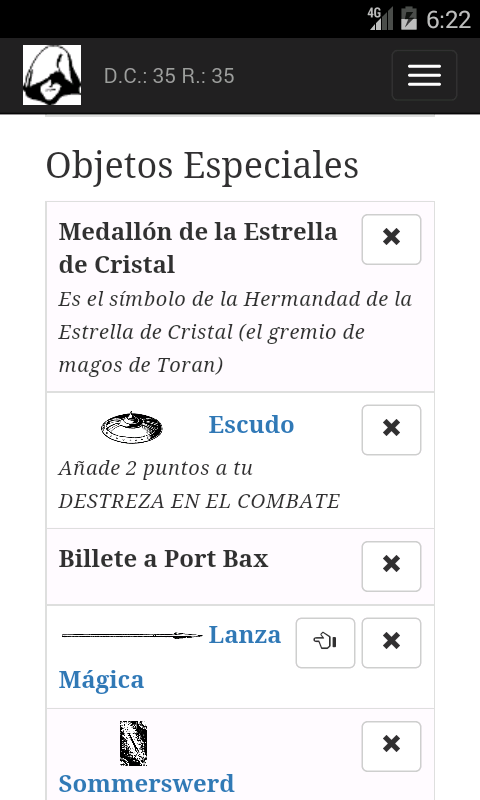 4G 6:22
D.C.: 35 R.: 35
Objetos Especiales
Medallón de la Estrella
de Cristal
Es el símbolo de la Hermandad de la
Estrella de Cristal (el gremio de
magos de Toran)
Escudo
Añade 2 puntos a tu
DESTREZA EN EL COMBATE
Billete a Port Bax
Lanza
Mágica
Sommerswerd